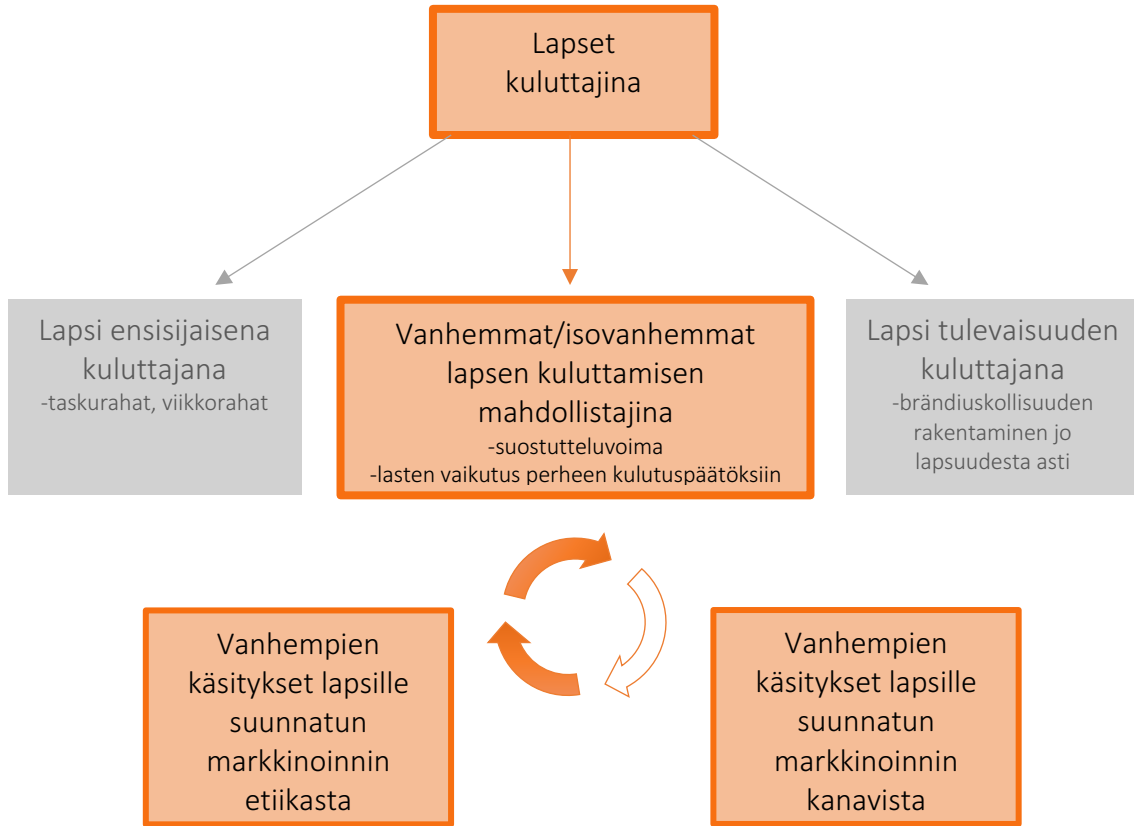 Lapset
kuluttajina
Lapsi ensisijaisena
kuluttajana
-taskurahat, viikkorahat
Vanhemmat/isovanhemmat
lapsen kuluttamisen
mahdollistajina
-suostutteluvoima
-lasten vaikutus perheen kulutuspäätöksiin
Lapsi tulevaisuuden
kuluttajana
-brändiuskollisuuden
rakentaminen jo
lapsuudesta asti
Vanhempien
käsitykset lapsille
suunnatun
markkinoinnin
etiikasta
Vanhempien
käsitykset lapsille
suunnatun
markkinoinnin
kanavista